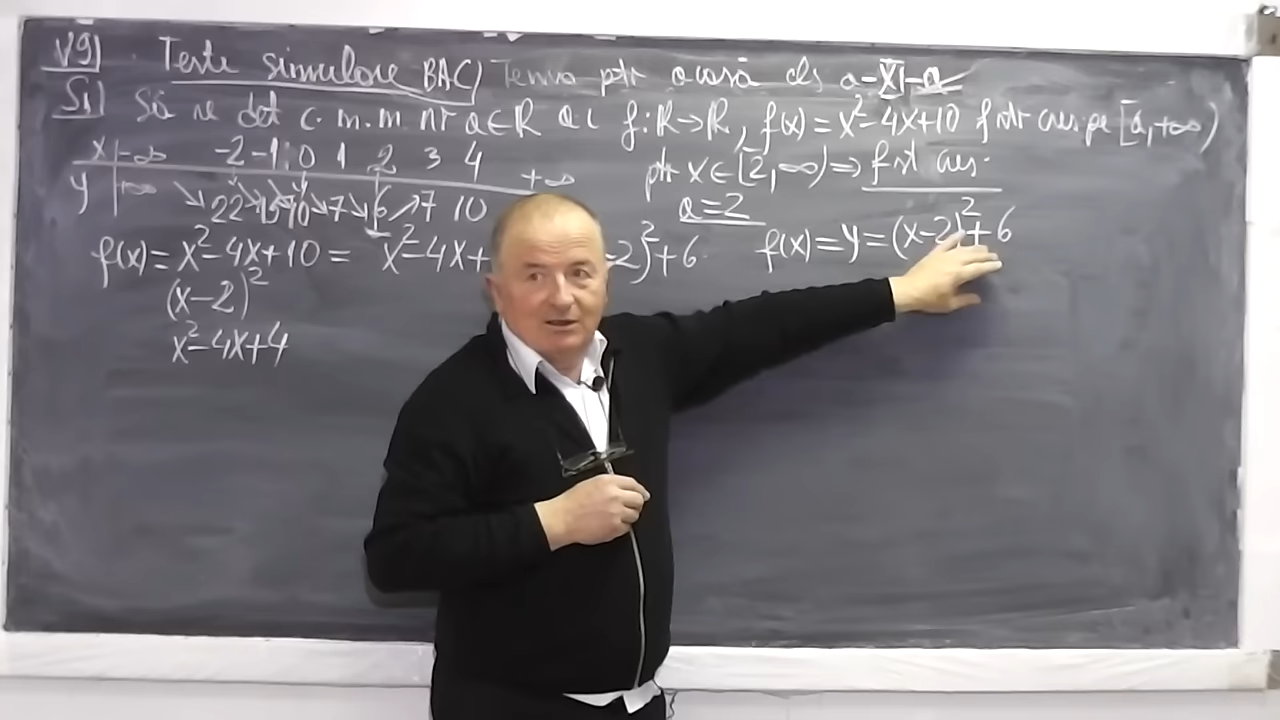 V9] Teste simulare BAC) Tema ptr acasă cls a-XI-a
S1] Să se det c.m.m nr a∈R a.i f:R→R, f(x)=x²-4x+10 f str cres pe [a,+∞)
x -∞ -2 -1 0 1 2 3 4 +∞
ptr x∈[2,∞)⇒ f str cres.
y +∞ ↘ 22 ↘ 15 ↘ 10 ↘ 7 ↘ 6 ↗ 7 10
a=2
f(x)=x²-4x+10= x²-4x+ -2)²+6. f(x)=y=(x-2)²+6
(x-2)²
x²-4x+4